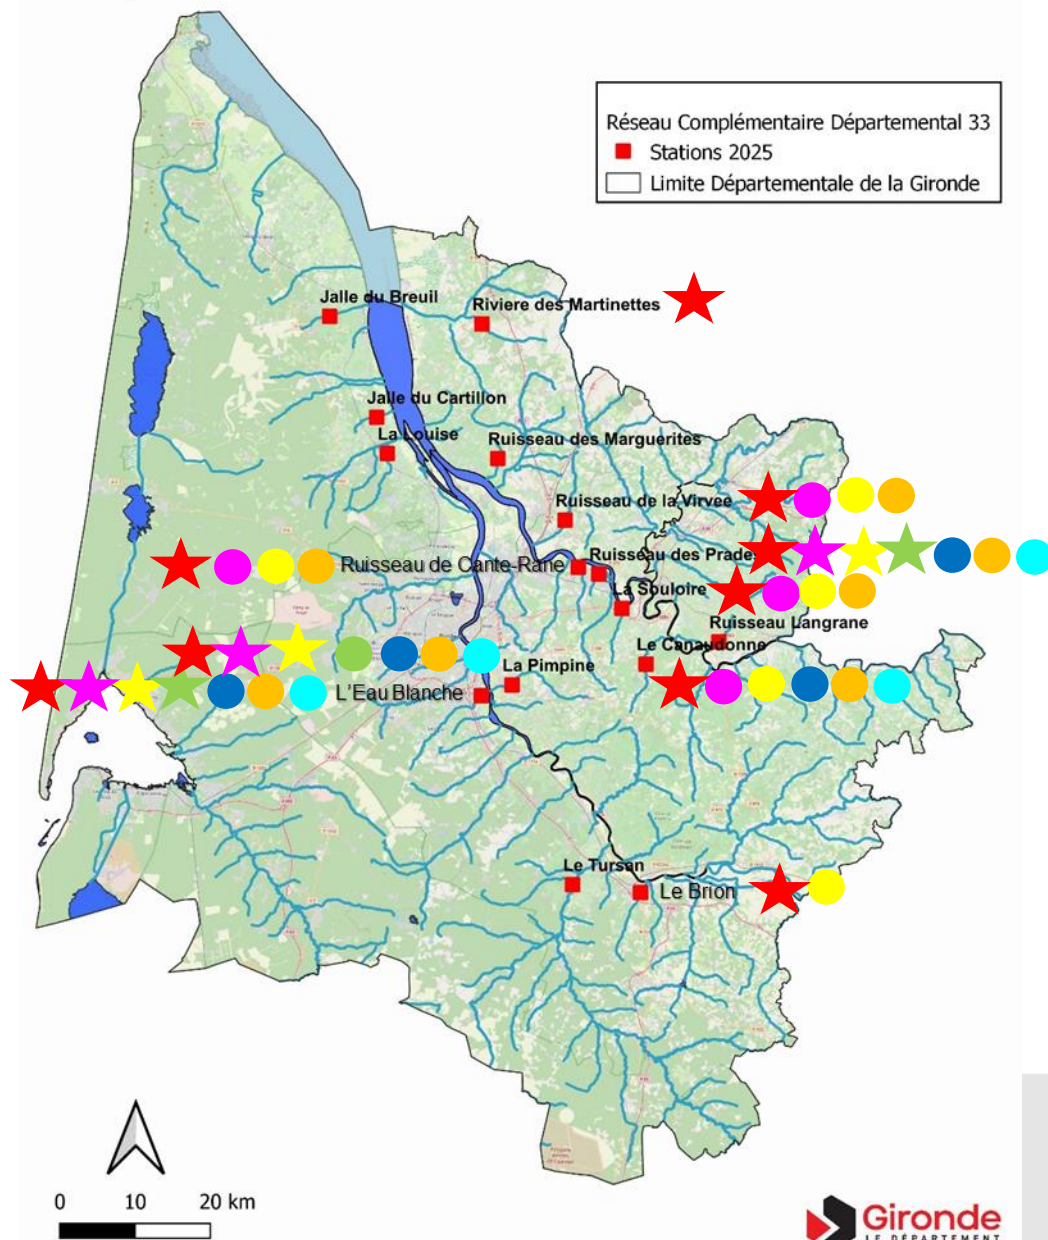 Réseau Complémentaire Départemental 33
Stations 2025
Limite Départementale de la Gironde
Jalle du Breuil
Riviere des Martinettes
Jalle du Cartillon
La Louise
Ruisseau des Marguerites
Ruisseau de la Virvee
Ruisseau de Cante-Rane
Ruisseau des Prades
La Souloire
Ruisseau Langrane
Le Canaudonne
La Pimpine
L'Eau Blanche
Le Tursan
Le Brion
0 10 20 km
Gironde
LE DÉPARTEMENT